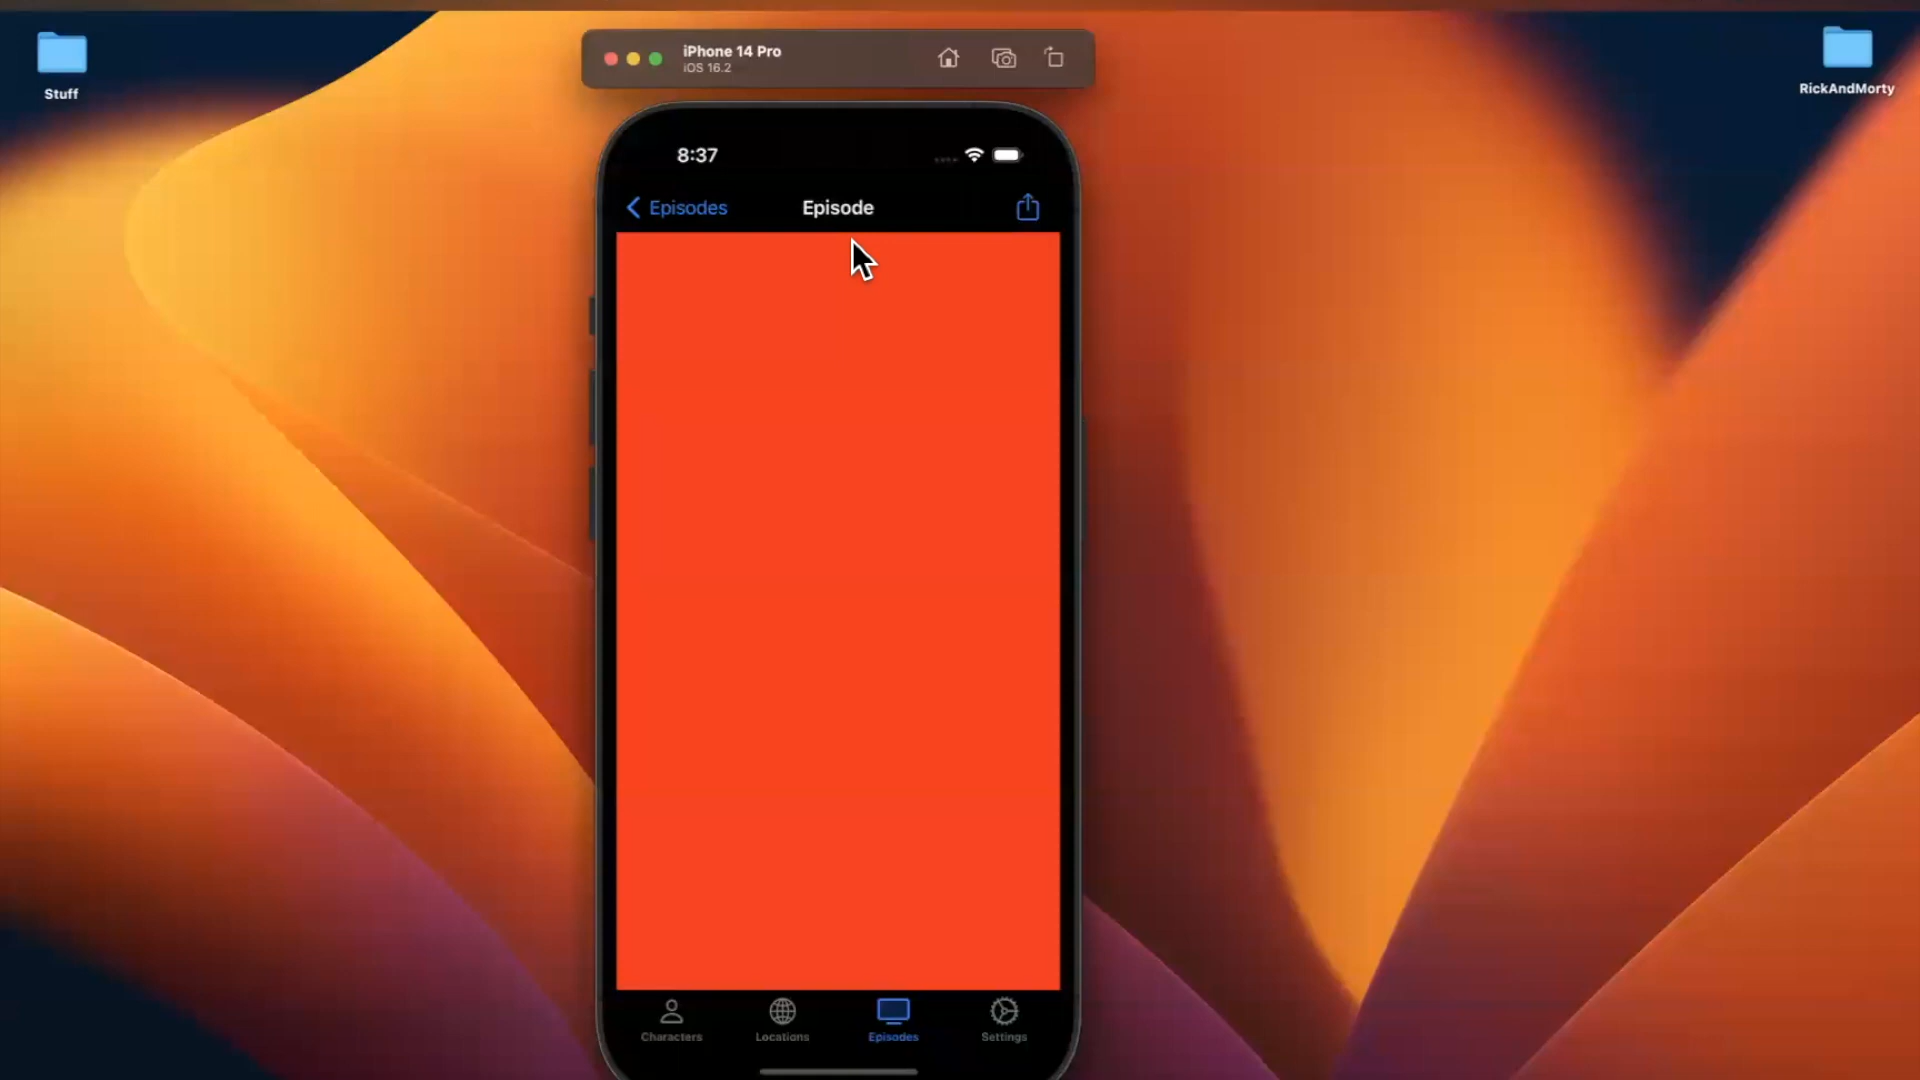 Stuff
iPhone 14 Pro
iOS 16.2
RickAndMorty
8:37
Episodes
Episode
Characters
Locations
Episodes
Settings